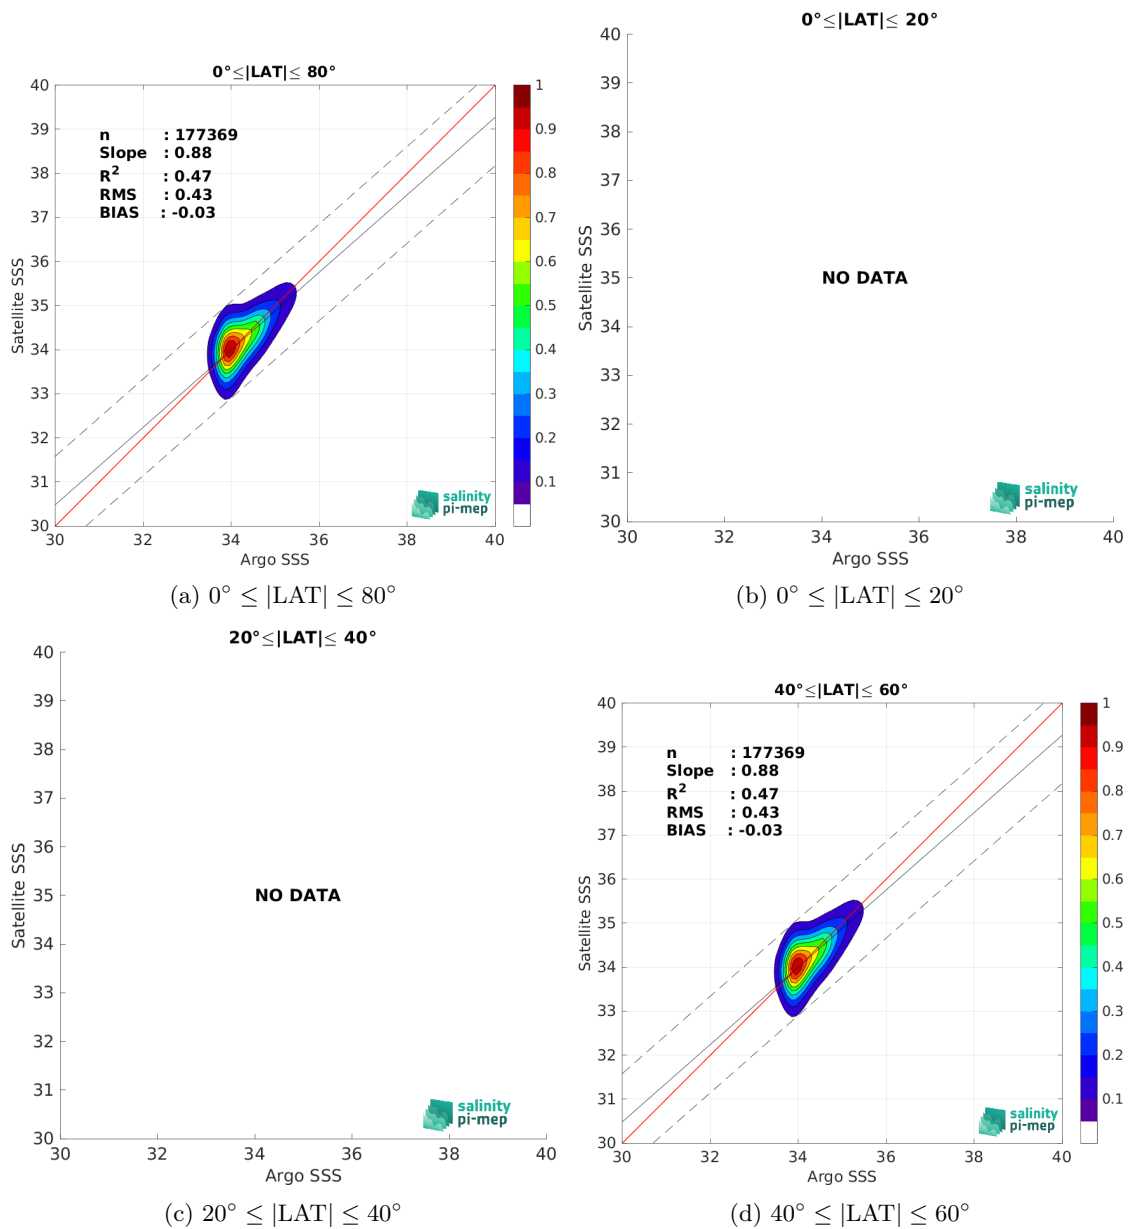 0°≤|LAT|≤ 80°
40
39
38
37
36
35
34
33
32
31
30
n : 177369
Slope : 0.88
R² : 0.47
RMS : 0.43
BIAS : -0.03
Satellite SSS
30 32 34 36 38 40
Argo SSS
salinity
pi-mep
1
0.9
0.8
0.7
0.6
0.5
0.4
0.3
0.2
0.1
(a) 0° ≤ |LAT| ≤ 80°
0°≤|LAT|≤ 20°
40
39
38
37
36
35
34
33
32
31
30
Satellite SSS
NO DATA
salinity
pi-mep
30 32 34 36 38 40
Argo SSS
(b) 0° ≤ |LAT| ≤ 20°
20°≤|LAT|≤ 40°
40
39
38
37
36
35
34
33
32
31
30
Satellite SSS
NO DATA
salinity
pi-mep
30 32 34 36 38 40
Argo SSS
(c) 20° ≤ |LAT| ≤ 40°
40°≤|LAT|≤ 60°
40
39
38
37
36
35
34
33
32
31
30
n : 177369
Slope : 0.88
R² : 0.47
RMS : 0.43
BIAS : -0.03
Satellite SSS
salinity
pi-mep
30 32 34 36 38 40
Argo SSS
1
0.9
0.8
0.7
0.6
0.5
0.4
0.3
0.2
0.1
(d) 40° ≤ |LAT| ≤ 60°